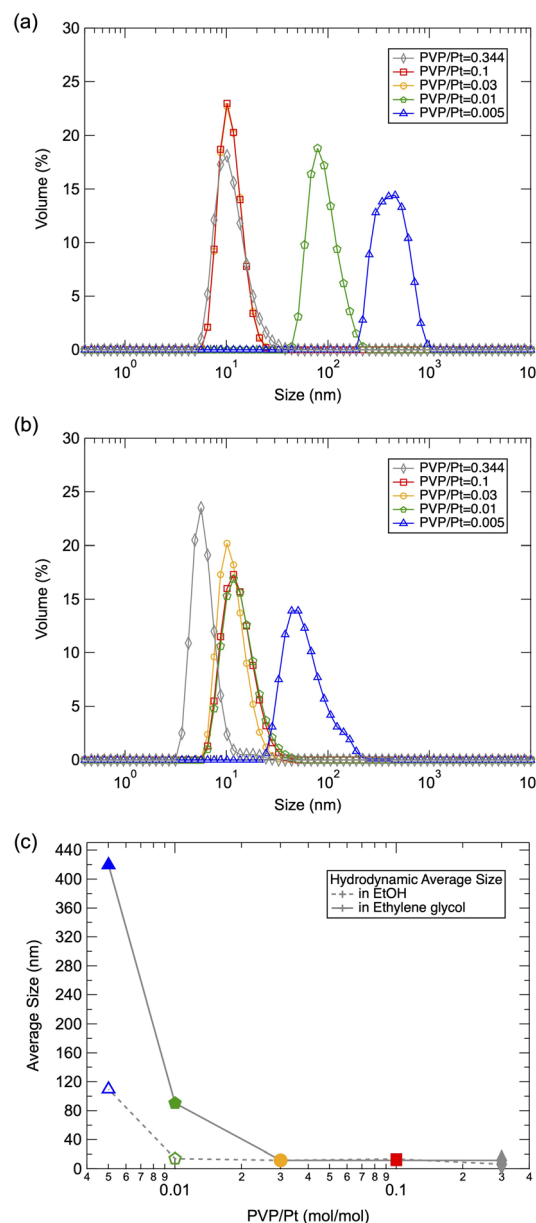 (a)
30
25
20
15
10
5
0
Volume (%)
PVP/Pt=0.344
PVP/Pt=0.1
PVP/Pt=0.03
PVP/Pt=0.01
PVP/Pt=0.005
10⁰ 10¹ 10² 10³ 10
Size (nm)
(b)
30
25
20
15
10
5
0
Volume (%)
PVP/Pt=0.344
PVP/Pt=0.1
PVP/Pt=0.03
PVP/Pt=0.01
PVP/Pt=0.005
10⁰ 10¹ 10² 10³ 10
Size (nm)
(c)
440
400
360
320
280
240
200
160
120
80
40
0
Average Size (nm)
Hydrodynamic Average Size
in EtOH
in Ethylene glycol
4 5 6 7 8 9 2 3 4 5 6 7 8 9 2 3 4
0.01 0.1
PVP/Pt (mol/mol)